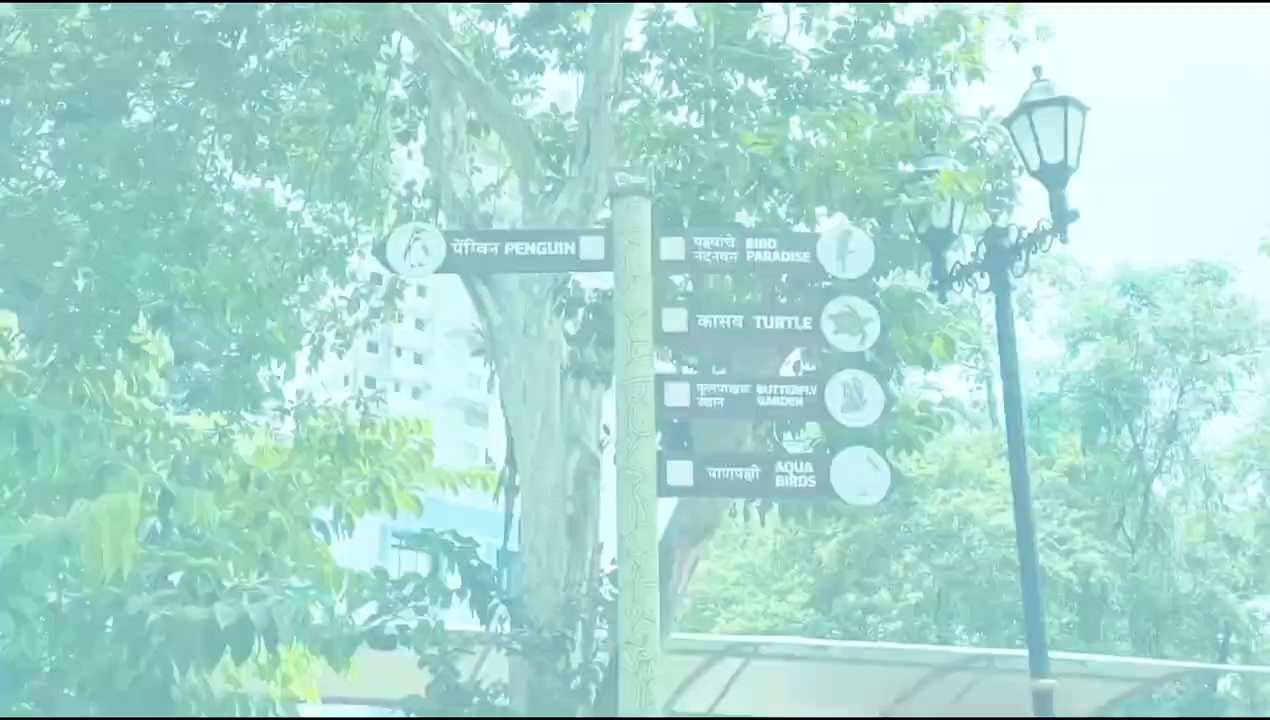 पेंग्विन PENGUIN
पक्ष्यांचे BIRD
नंदनवन PARADISE
कासव TURTLE
फुलपाखरू BUTTERFLY
उद्यान GARDEN
पाणपक्षी AQUA
BIRDS